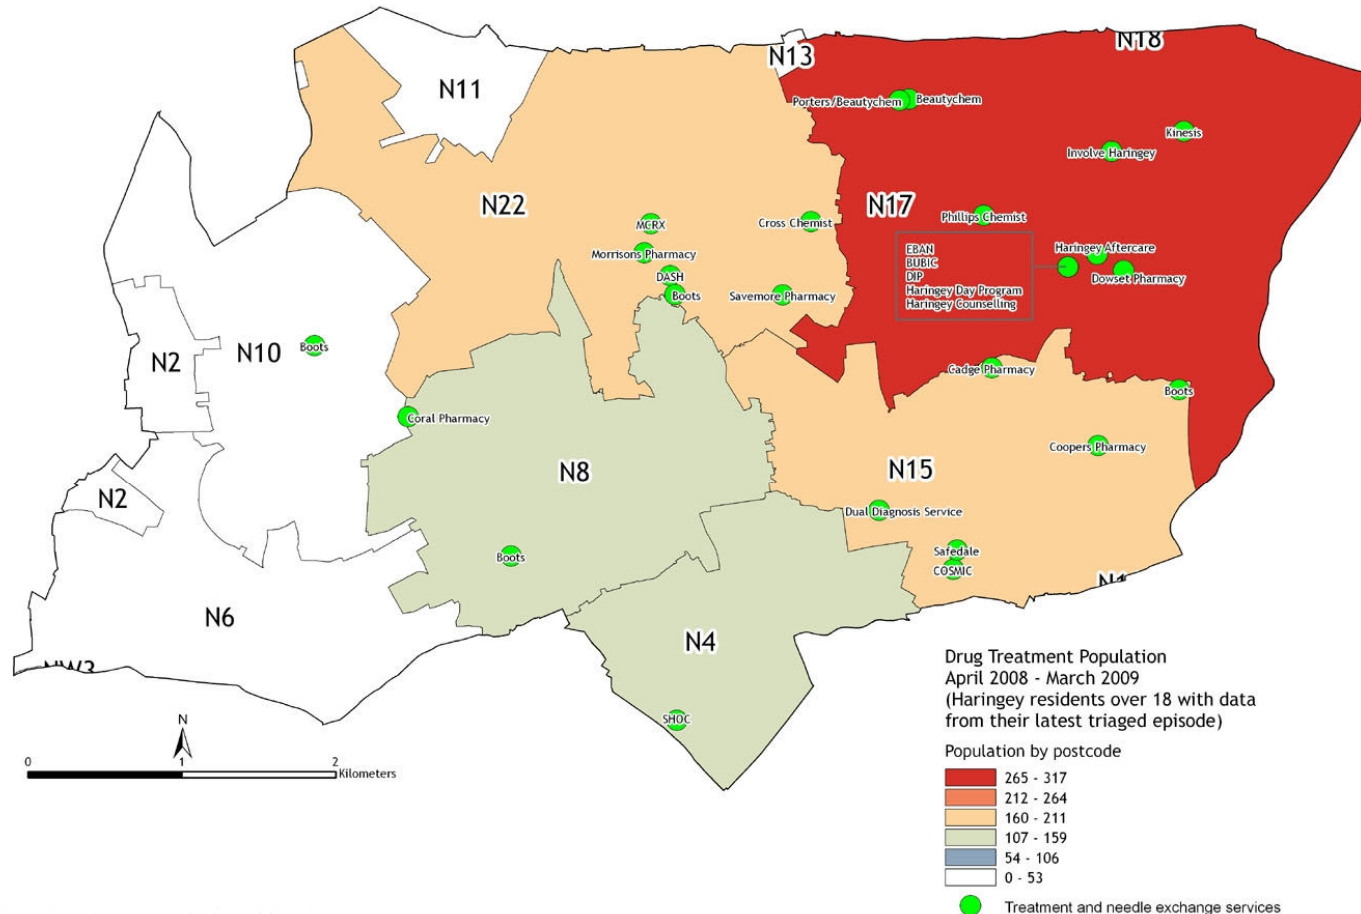 N18
N13
N11
Porters/Beautychem
Beautychem
Kinesis
Involve Haringey
N22
N17
Phillips Chemist
MCRX
Cross Chemist
Morrisons Pharmacy
EBAN
BUBIC
DIP
Haringey Day Program
Haringey Counselling
Haringey Aftercare
Dowset Pharmacy
DASH
Boots
Savemore Pharmacy
N2
N10
Boots
Cadge Pharmacy
Boots
Coral Pharmacy
Coopers Pharmacy
N8
N15
N2
Dual Diagnosis Service
Boots
Safedale
COSMIC
N6
N4
NW3
SHOC
N
0 1 2
Kilometers
Drug Treatment Population
April 2008 - March 2009
(Haringey residents over 18 with data
from their latest triaged episode)
Population by postcode
265 - 317
212 - 264
160 - 211
107 - 159
54 - 106
0 - 53
Treatment and needle exchange services